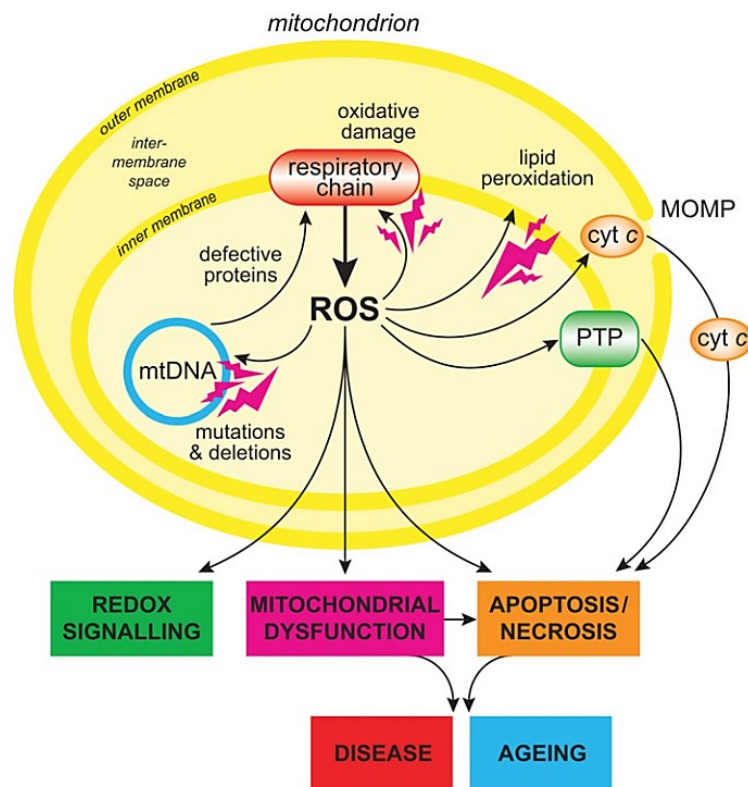 mitochondrion
outer membrane
inter-
membrane
space
inner membrane
oxidative
damage
respiratory
chain
lipid
peroxidation
MOMP
cyt c
defective
proteins
ROS
PTP
cyt c
mtDNA
mutations
& deletions
REDOX
SIGNALLING
MITOCHONDRIAL
DYSFUNCTION
APOPTOSIS/
NECROSIS
DISEASE
AGEING